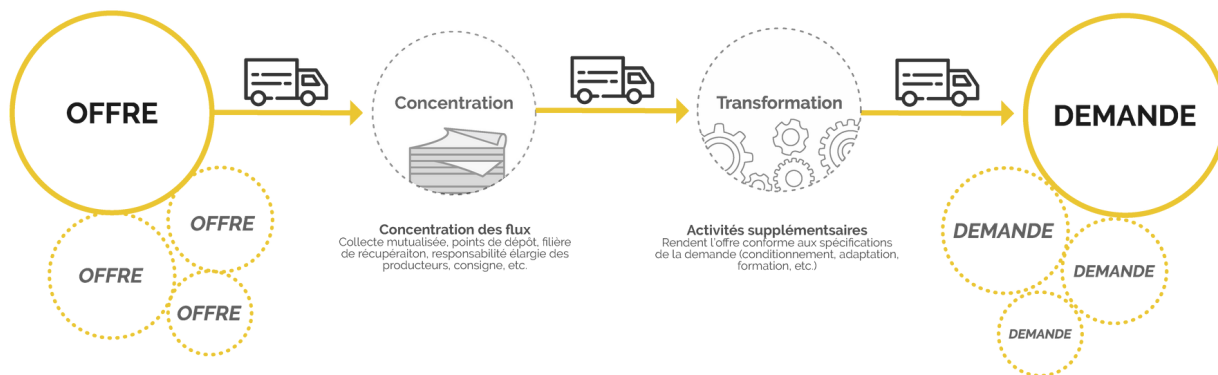 OFFRE
OFFRE
OFFRE
OFFRE
Concentration
Concentration des flux
Collecte mutualisée, points de dépôt, filière
de récupéraiton, responsabilité élargie des
producteurs, consigne, etc.
Transformation
Activités supplémentaires
Rendent l'offre conforme aux spécifications
de la demande (conditionnement, adaptation,
formation, etc.)
DEMANDE
DEMANDE
DEMANDE
DEMANDE